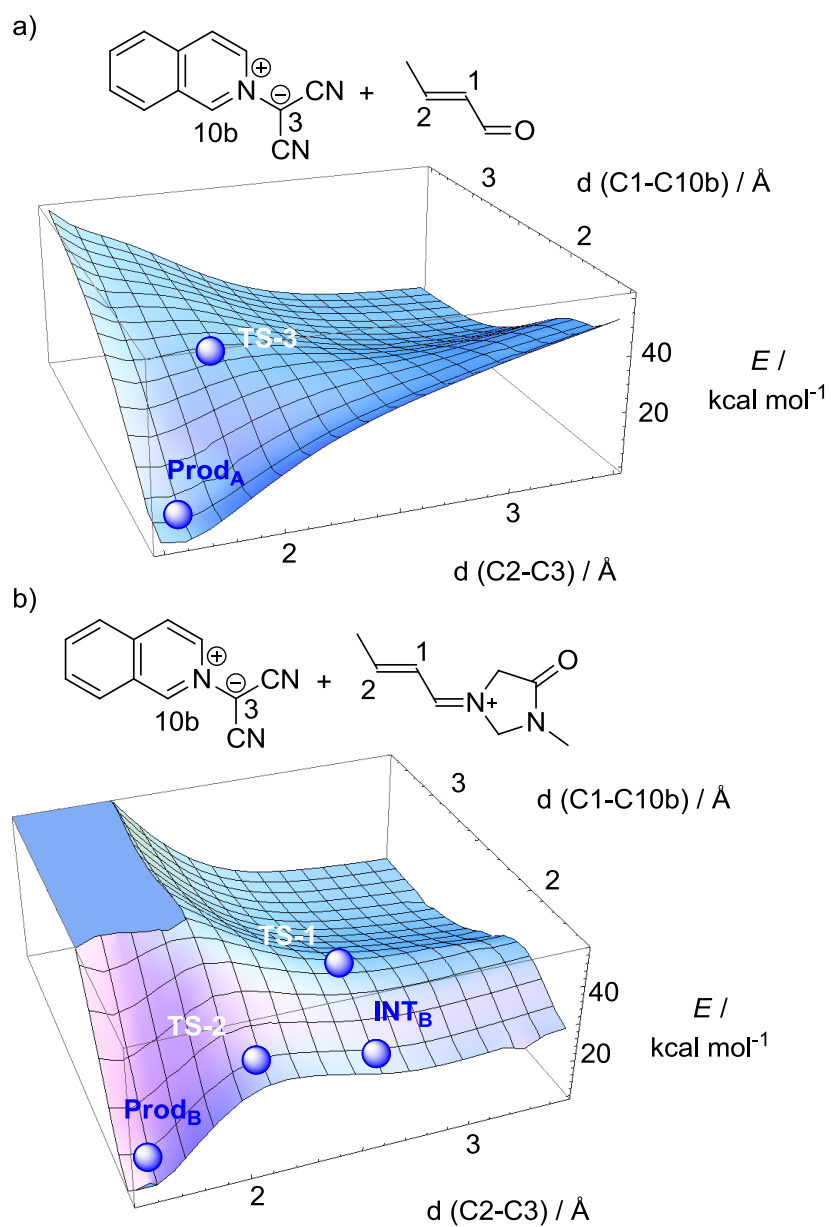 a)
⊕
N
⊖
CN
+
1
3
2
O
10b
CN
3
d (C1-C10b) / Å
2
TS-3
40
E /
kcal mol-1
20
ProdA
3
2
d (C2-C3) / Å
b)
⊕
N
⊖
CN
+
1
O
3
2
N
+
N
10b
CN
3
d (C1-C10b) / Å
2
TS-1
40
E /
kcal mol-1
INTB
TS-2
20
ProdB
3
2
d (C2-C3) / Å